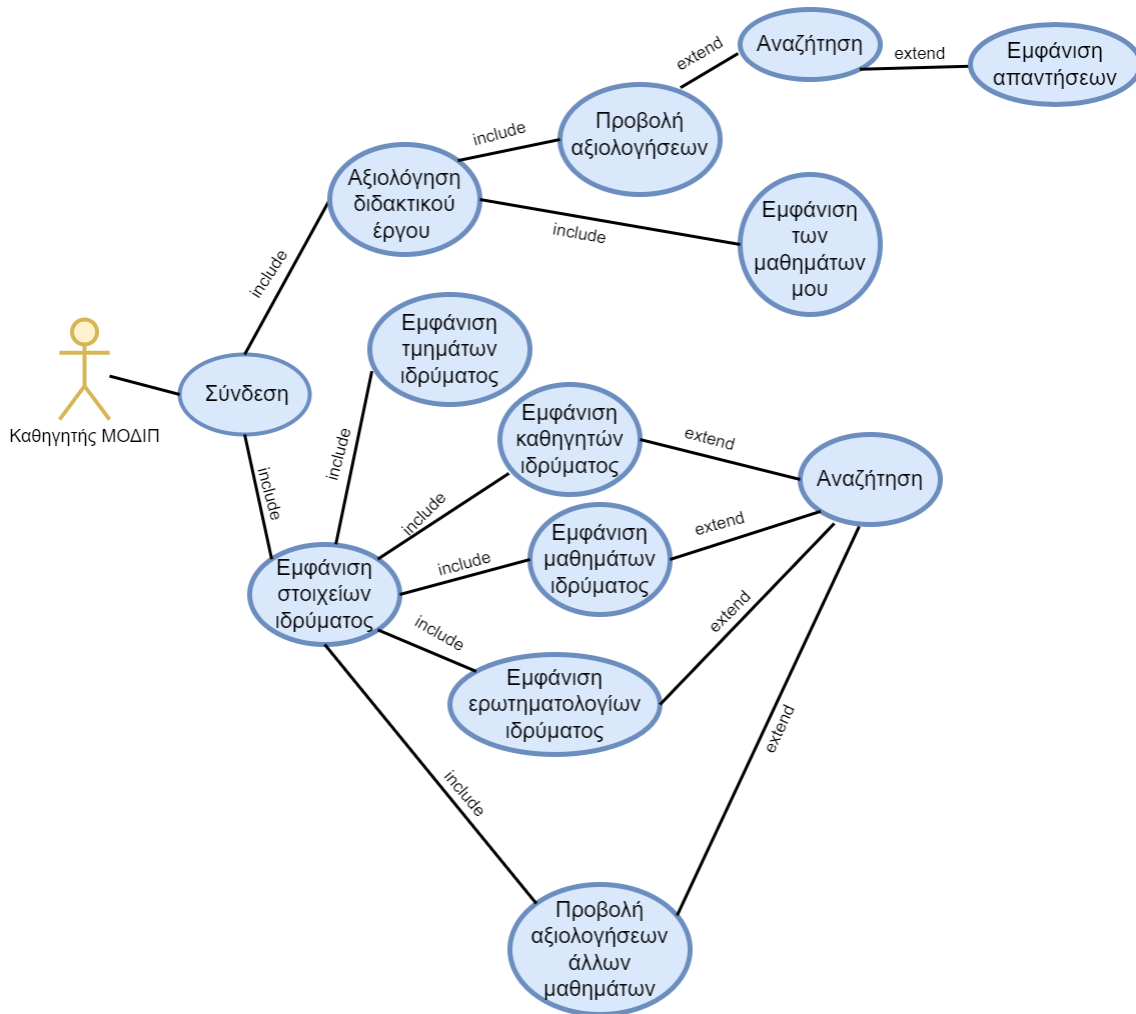 Αναζήτηση
extend
extend
Εμφάνιση
απαντήσεων
Προβολή
αξιολογήσεων
include
Αξιολόγηση
διδακτικού
έργου
include
Εμφάνιση
των
μαθημάτων
μου
include
Εμφάνιση
τμημάτων
ιδρύματος
Σύνδεση
Καθηγητής ΜΟΔΙΠ
include
include
Εμφάνιση
καθηγητών
ιδρύματος
extend
Αναζήτηση
include
Εμφάνιση
μαθημάτων
ιδρύματος
extend
include
Εμφάνιση
στοιχείων
ιδρύματος
include
Εμφάνιση
ερωτηματολογίων
ιδρύματος
extend
extend
include
Προβολή
αξιολογήσεων
άλλων
μαθημάτων